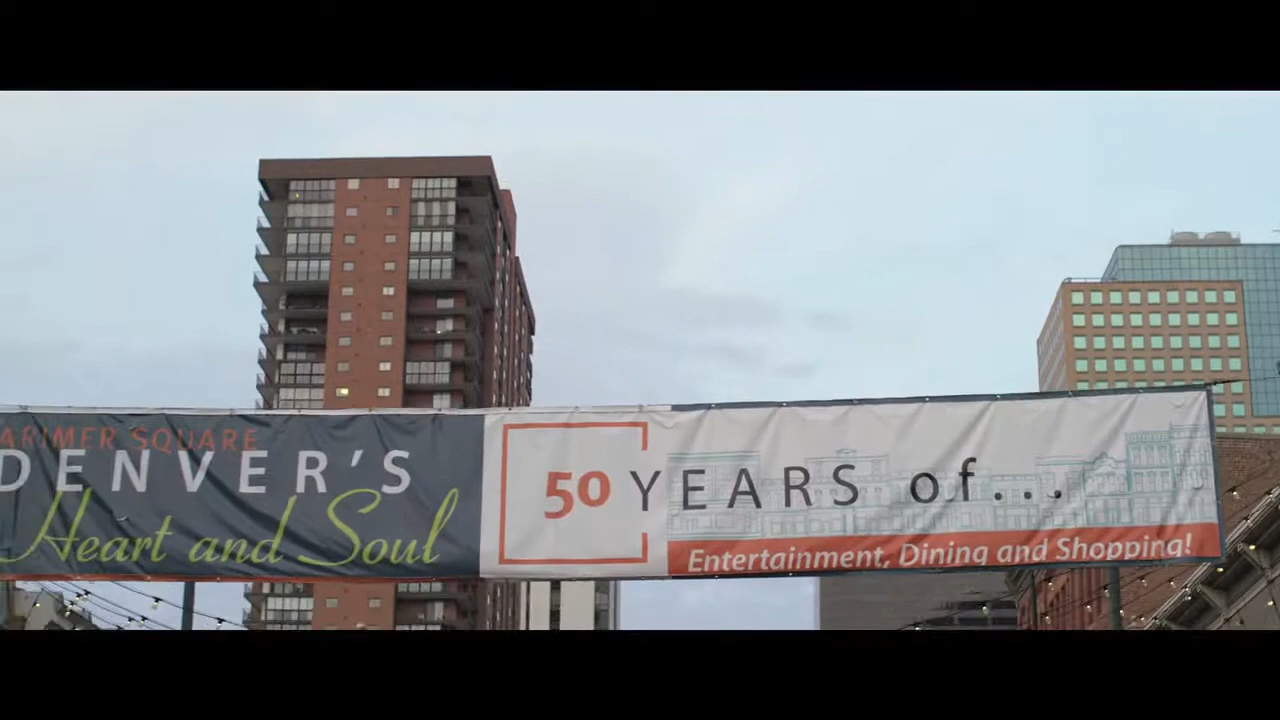 ARIMER SQUARE
DENVER'S
Heart and Soul
50 YEARS of...
Entertainment, Dining and Shopping!